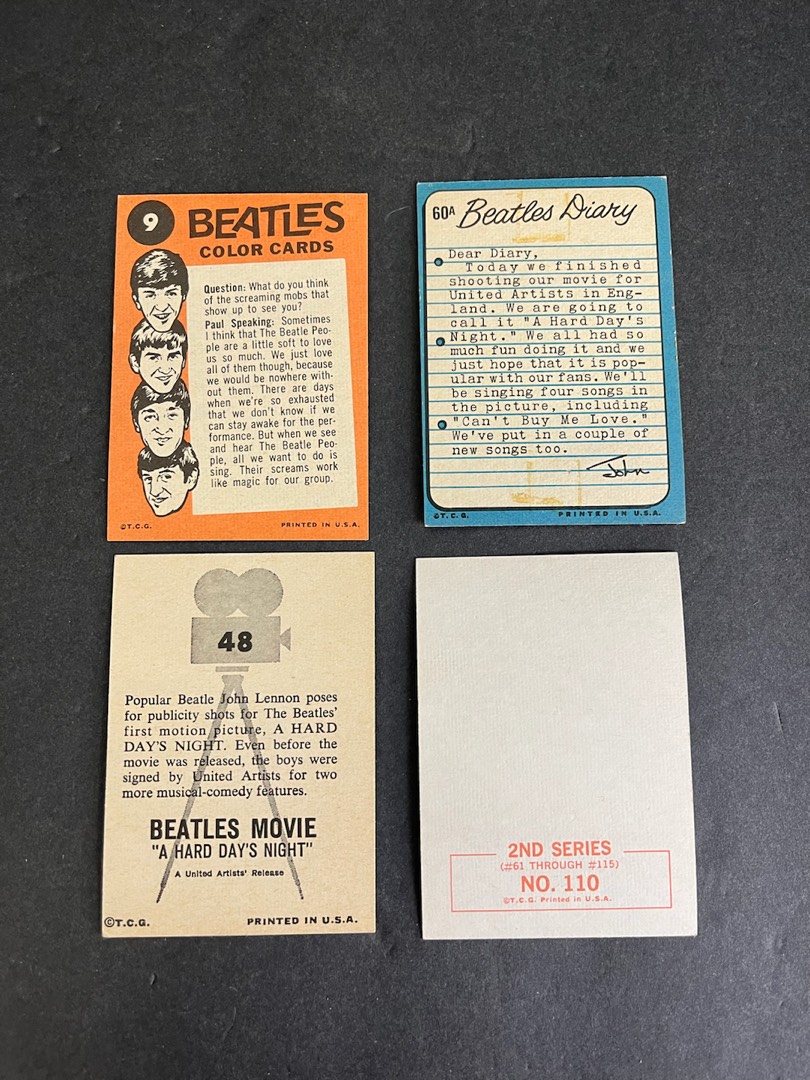 9
BEATLES
COLOR CARDS
Question: What do you think
of the screaming mobs that
show up to see you?
Paul Speaking: Sometimes
I think that The Beatle Peo-
ple are a little soft to love
us so much. We just love
all of them though, because
we would be nowhere with-
out them. There are days
when we're so exhausted
that we don't know if we
can stay awake for the per-
formance. But when we see
and hear The Beatle Peo-
ple, all we want to do is
sing. Their screams work
like magic for our group.
©T.C.G.
PRINTED IN U.S.A.
60A Beatles Diary
Dear Diary,
Today we finished
shooting our movie for
United Artists in Eng-
land. We are going to
call it "A Hard Day's
Night." We all had so
much fun doing it and we
just hope that it is pop-
ular with our fans. We'll
be singing four songs in
the picture, including
"Can't Buy Me Love."
We've put in a couple of
new songs too.
John
©T.C.G.
PRINTED IN U.S.A.
48
Popular Beatle John Lennon poses
for publicity shots for The Beatles'
first motion picture, A HARD
DAY'S NIGHT. Even before the
movie was released, the boys were
signed by United Artists for two
more musical-comedy features.
BEATLES MOVIE
"A HARD DAY'S NIGHT"
A United Artists' Release
©T.C.G.
PRINTED IN U.S.A.
2ND SERIES
(#61 THROUGH #115)
NO. 110
©T.C.G. Printed in U.S.A.